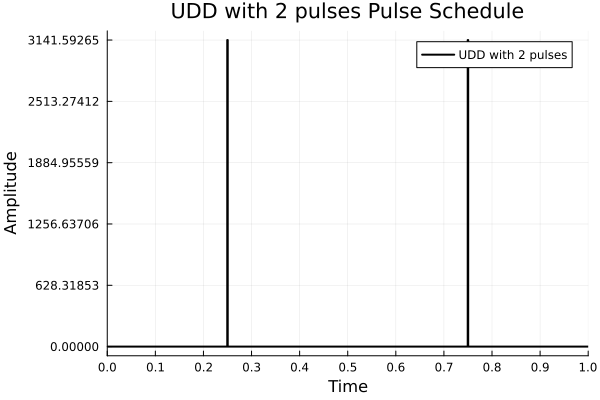 UDD with 2 pulses Pulse Schedule
3141.59265
UDD with 2 pulses
2513.27412
1884.95559
Amplitude
1256.63706
628.31853
0.00000
0.0 0.1 0.2 0.3 0.4 0.5 0.6 0.7 0.8 0.9 1.0
Time